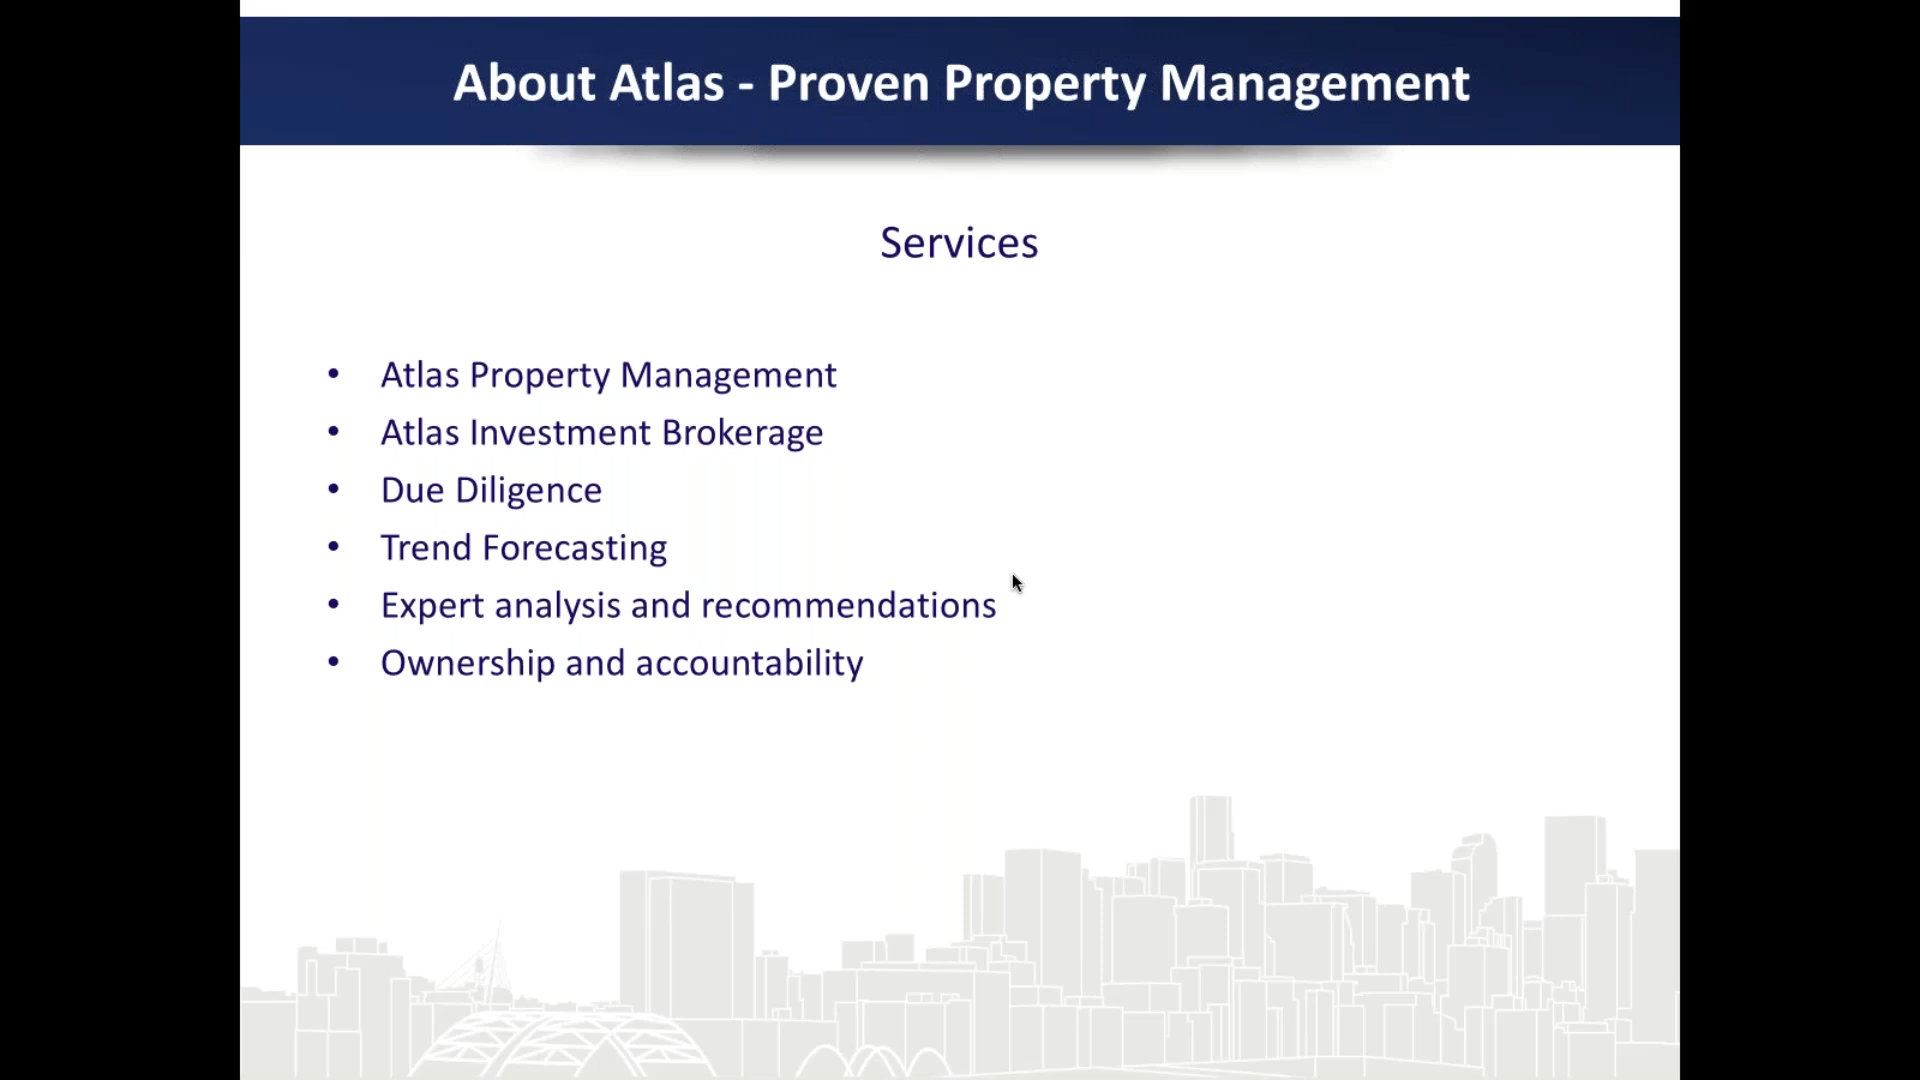 About Atlas - Proven Property Management
Services
• Atlas Property Management
• Atlas Investment Brokerage
• Due Diligence
• Trend Forecasting
• Expert analysis and recommendations
• Ownership and accountability